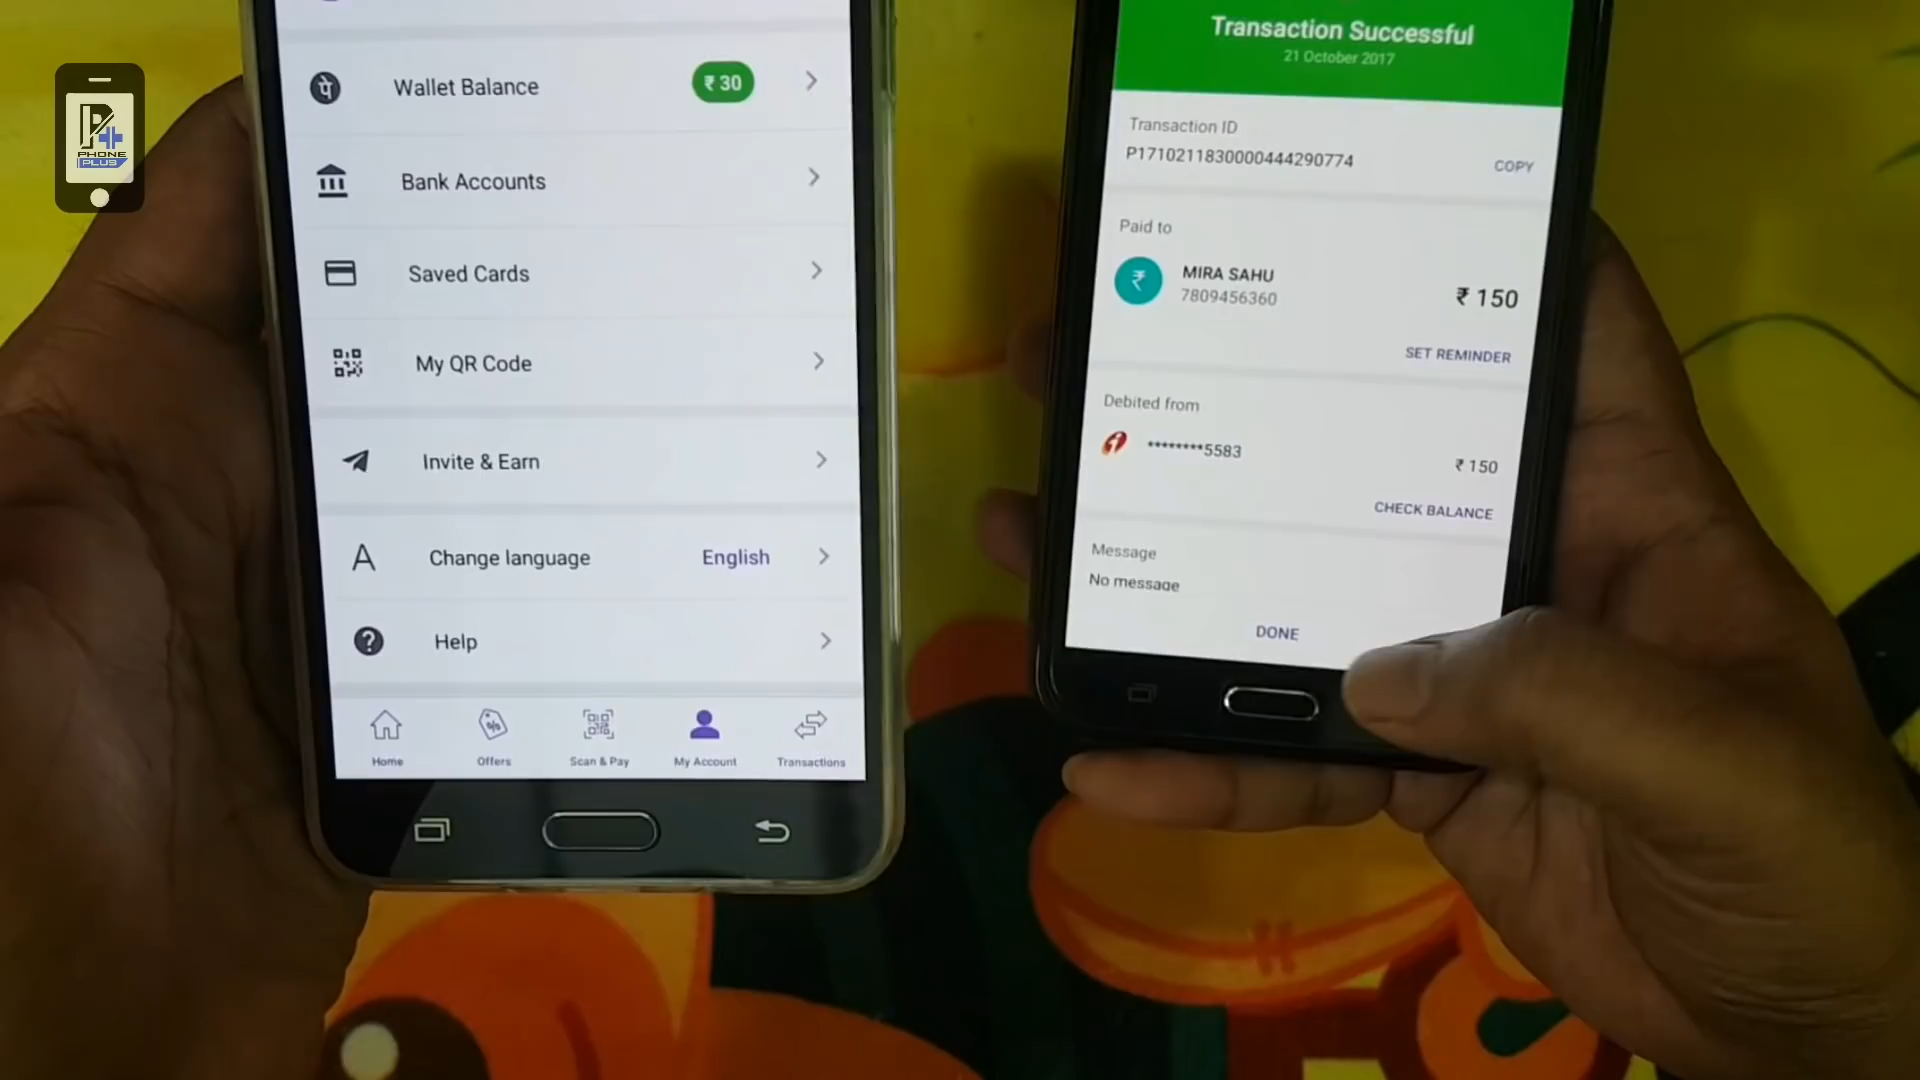 P+
PHONE
PLUS
पे
Wallet Balance
₹ 30
Bank Accounts
Saved Cards
My QR Code
Invite & Earn
A
Change language
English
?
Help
Home
Offers
Scan & Pay
My Account
Transactions
Transaction Successful
21 October 2017
Transaction ID
P1710211830000444290774
COPY
Paid to
₹
MIRA SAHU
7809456360
₹ 150
SET REMINDER
Debited from
********5583
₹ 150
CHECK BALANCE
Message
No message
DONE